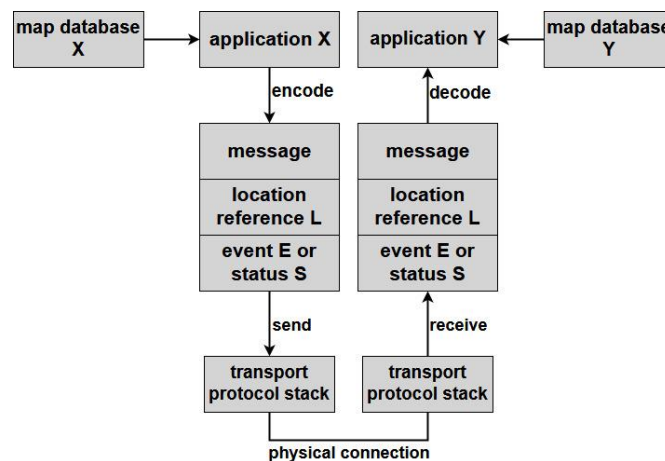 map database
X
application X
application Y
map database
Y
encode
decode
message
message
location
reference L
location
reference L
event E or
status S
event E or
status S
send
receive
transport
protocol stack
transport
protocol stack
physical connection